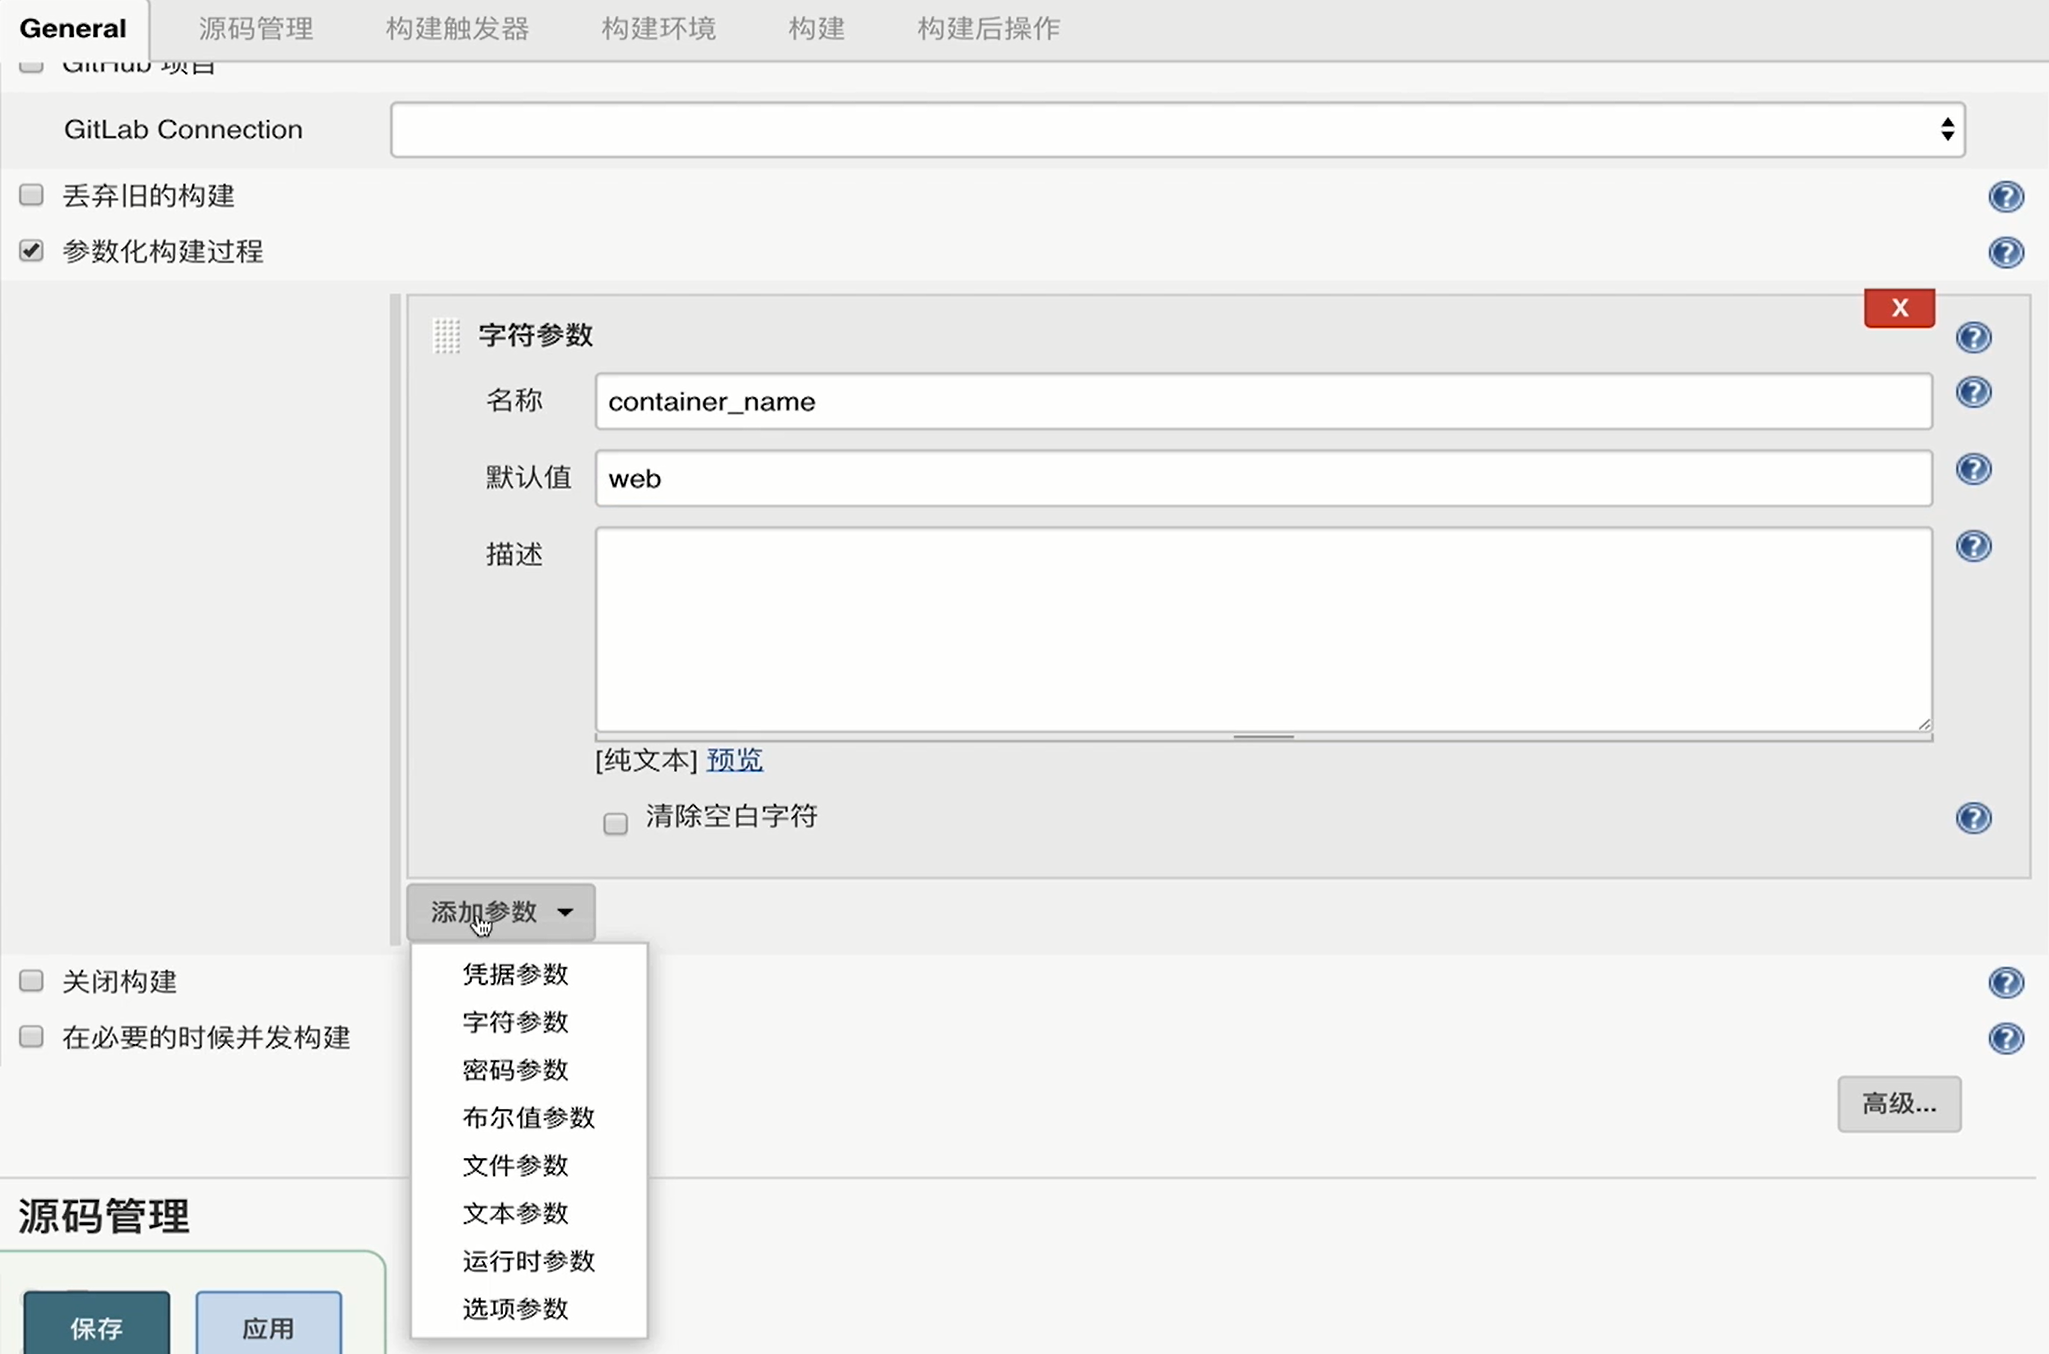 General 源码管理 构建触发器 构建环境 构建 构建后操作
GitHub 项目
GitLab Connection
丢弃旧的构建
参数化构建过程
X
字符参数
名称 container_name
默认值 web
描述
[纯文本] 预览
清除空白字符
添加参数
凭据参数
字符参数
密码参数
布尔值参数
文件参数
文本参数
运行时参数
选项参数
关闭构建
在必要的时候并发构建
高级...
源码管理
保存 应用